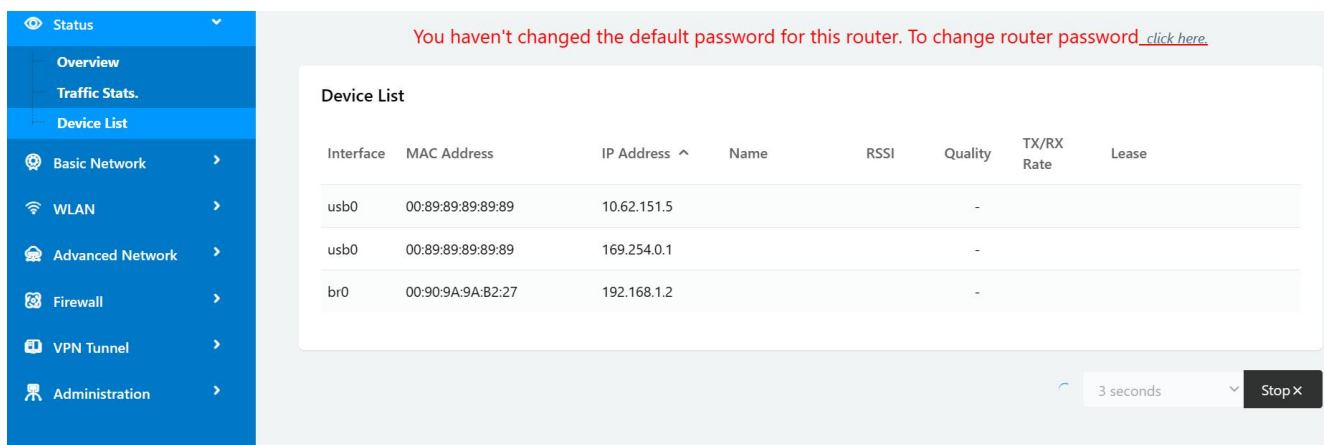 Status
Overview
Traffic Stats.
Device List
Basic Network
WLAN
Advanced Network
Firewall
VPN Tunnel
Administration
You haven't changed the default password for this router. To change router password click here.
Device List
Interface MAC Address IP Address Name RSSI Quality TX/RX Rate Lease
usb0 00:89:89:89:89:89 10.62.151.5 -
usb0 00:89:89:89:89:89 169.254.0.1 -
br0 00:90:9A:9A:B2:27 192.168.1.2 -
3 seconds Stop ×